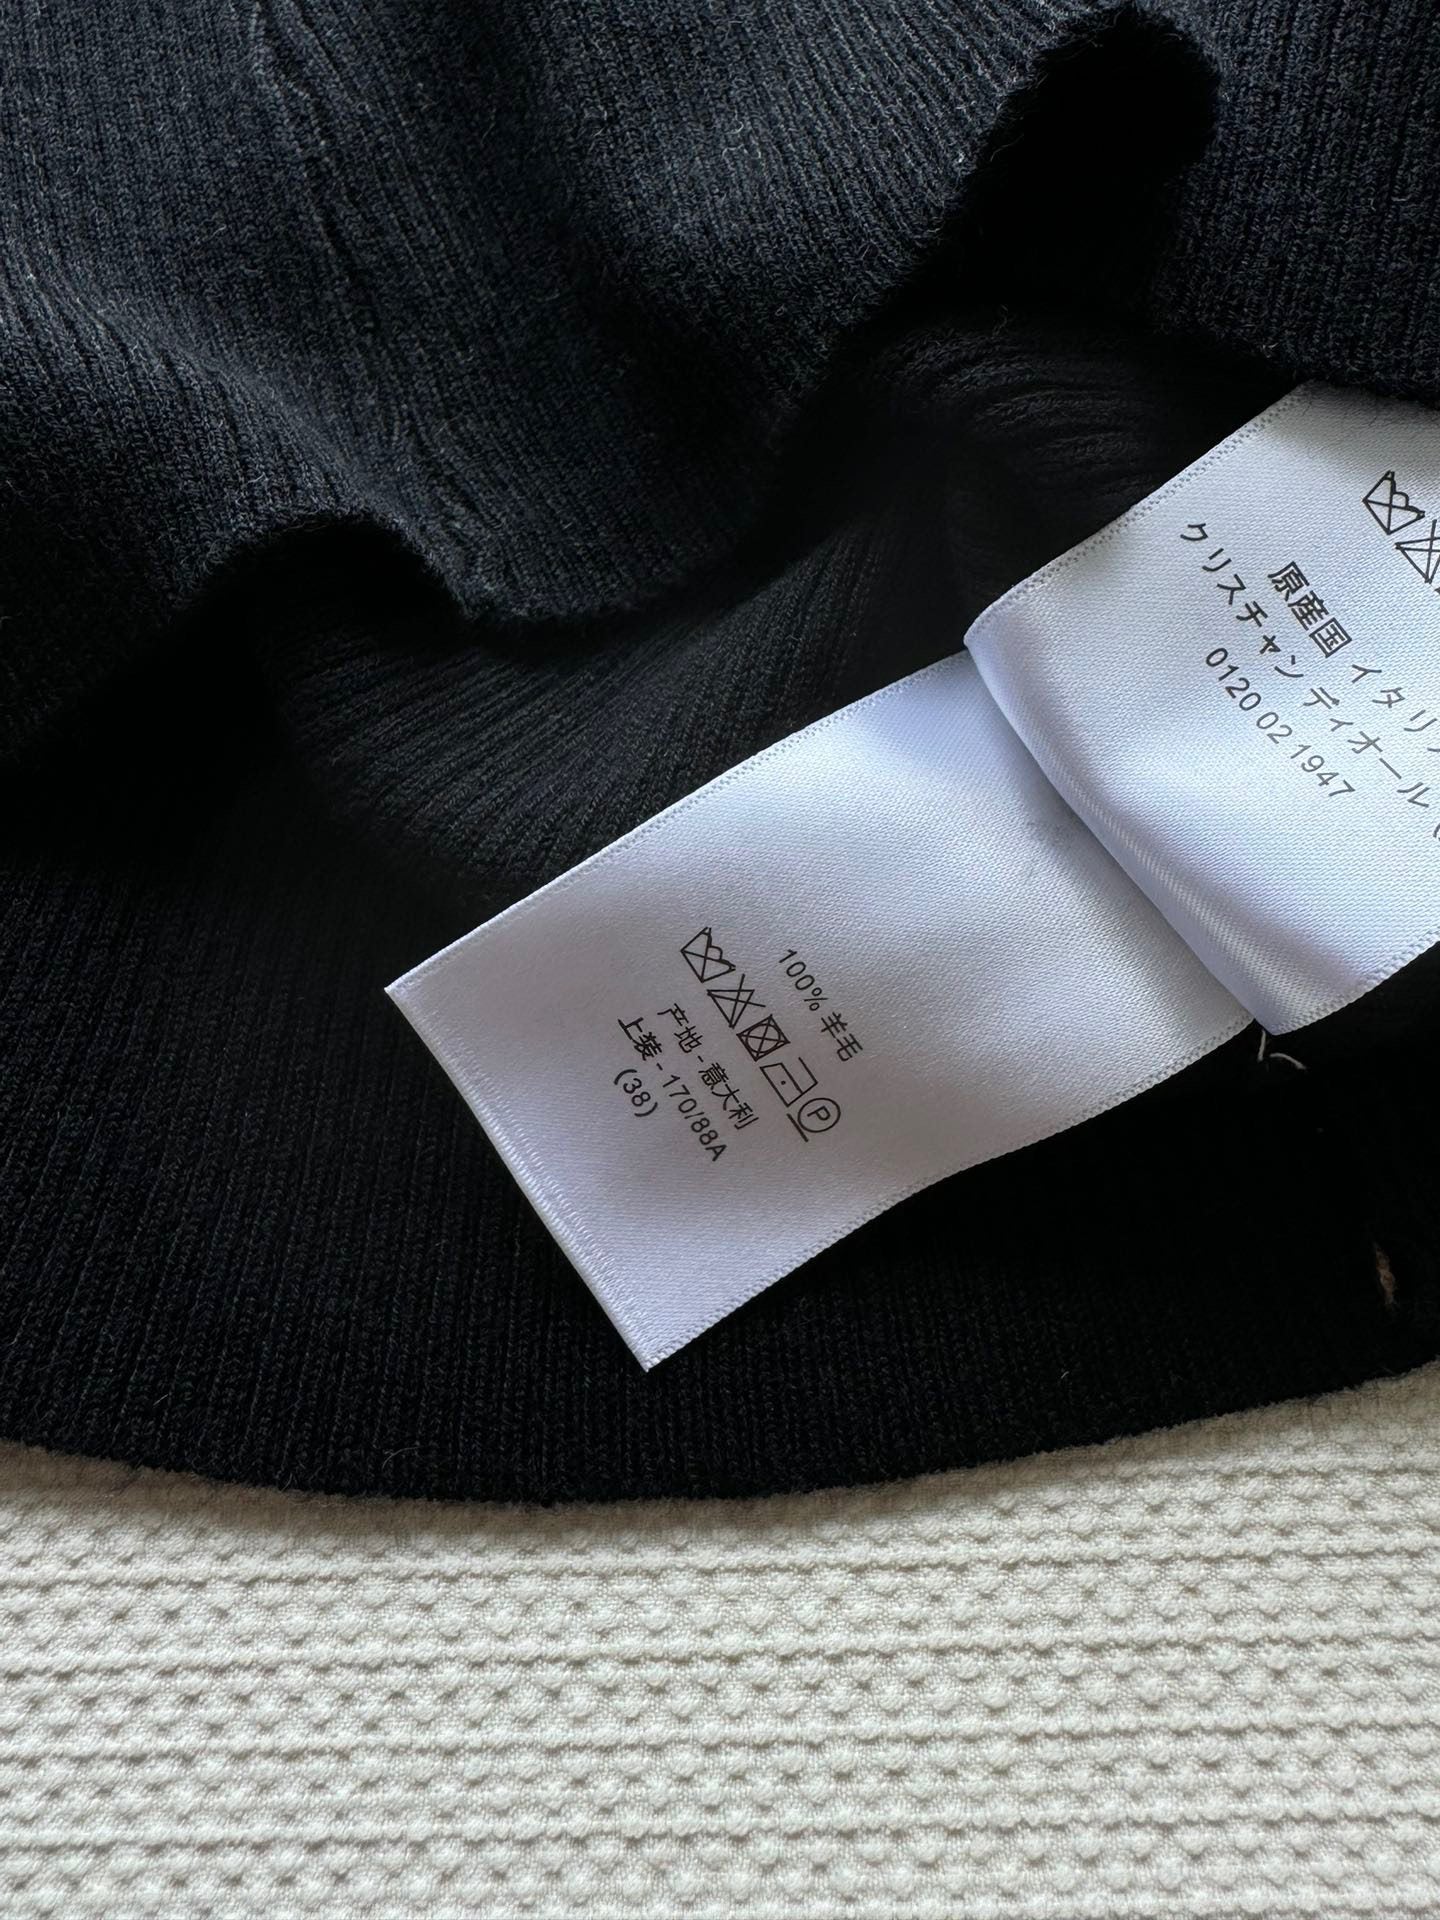 100% 羊毛
P
产地 - 意大利
上装 - 170/88A
(38)
原産国 イタリ
クリスチャン ディオール
0120 02 1947